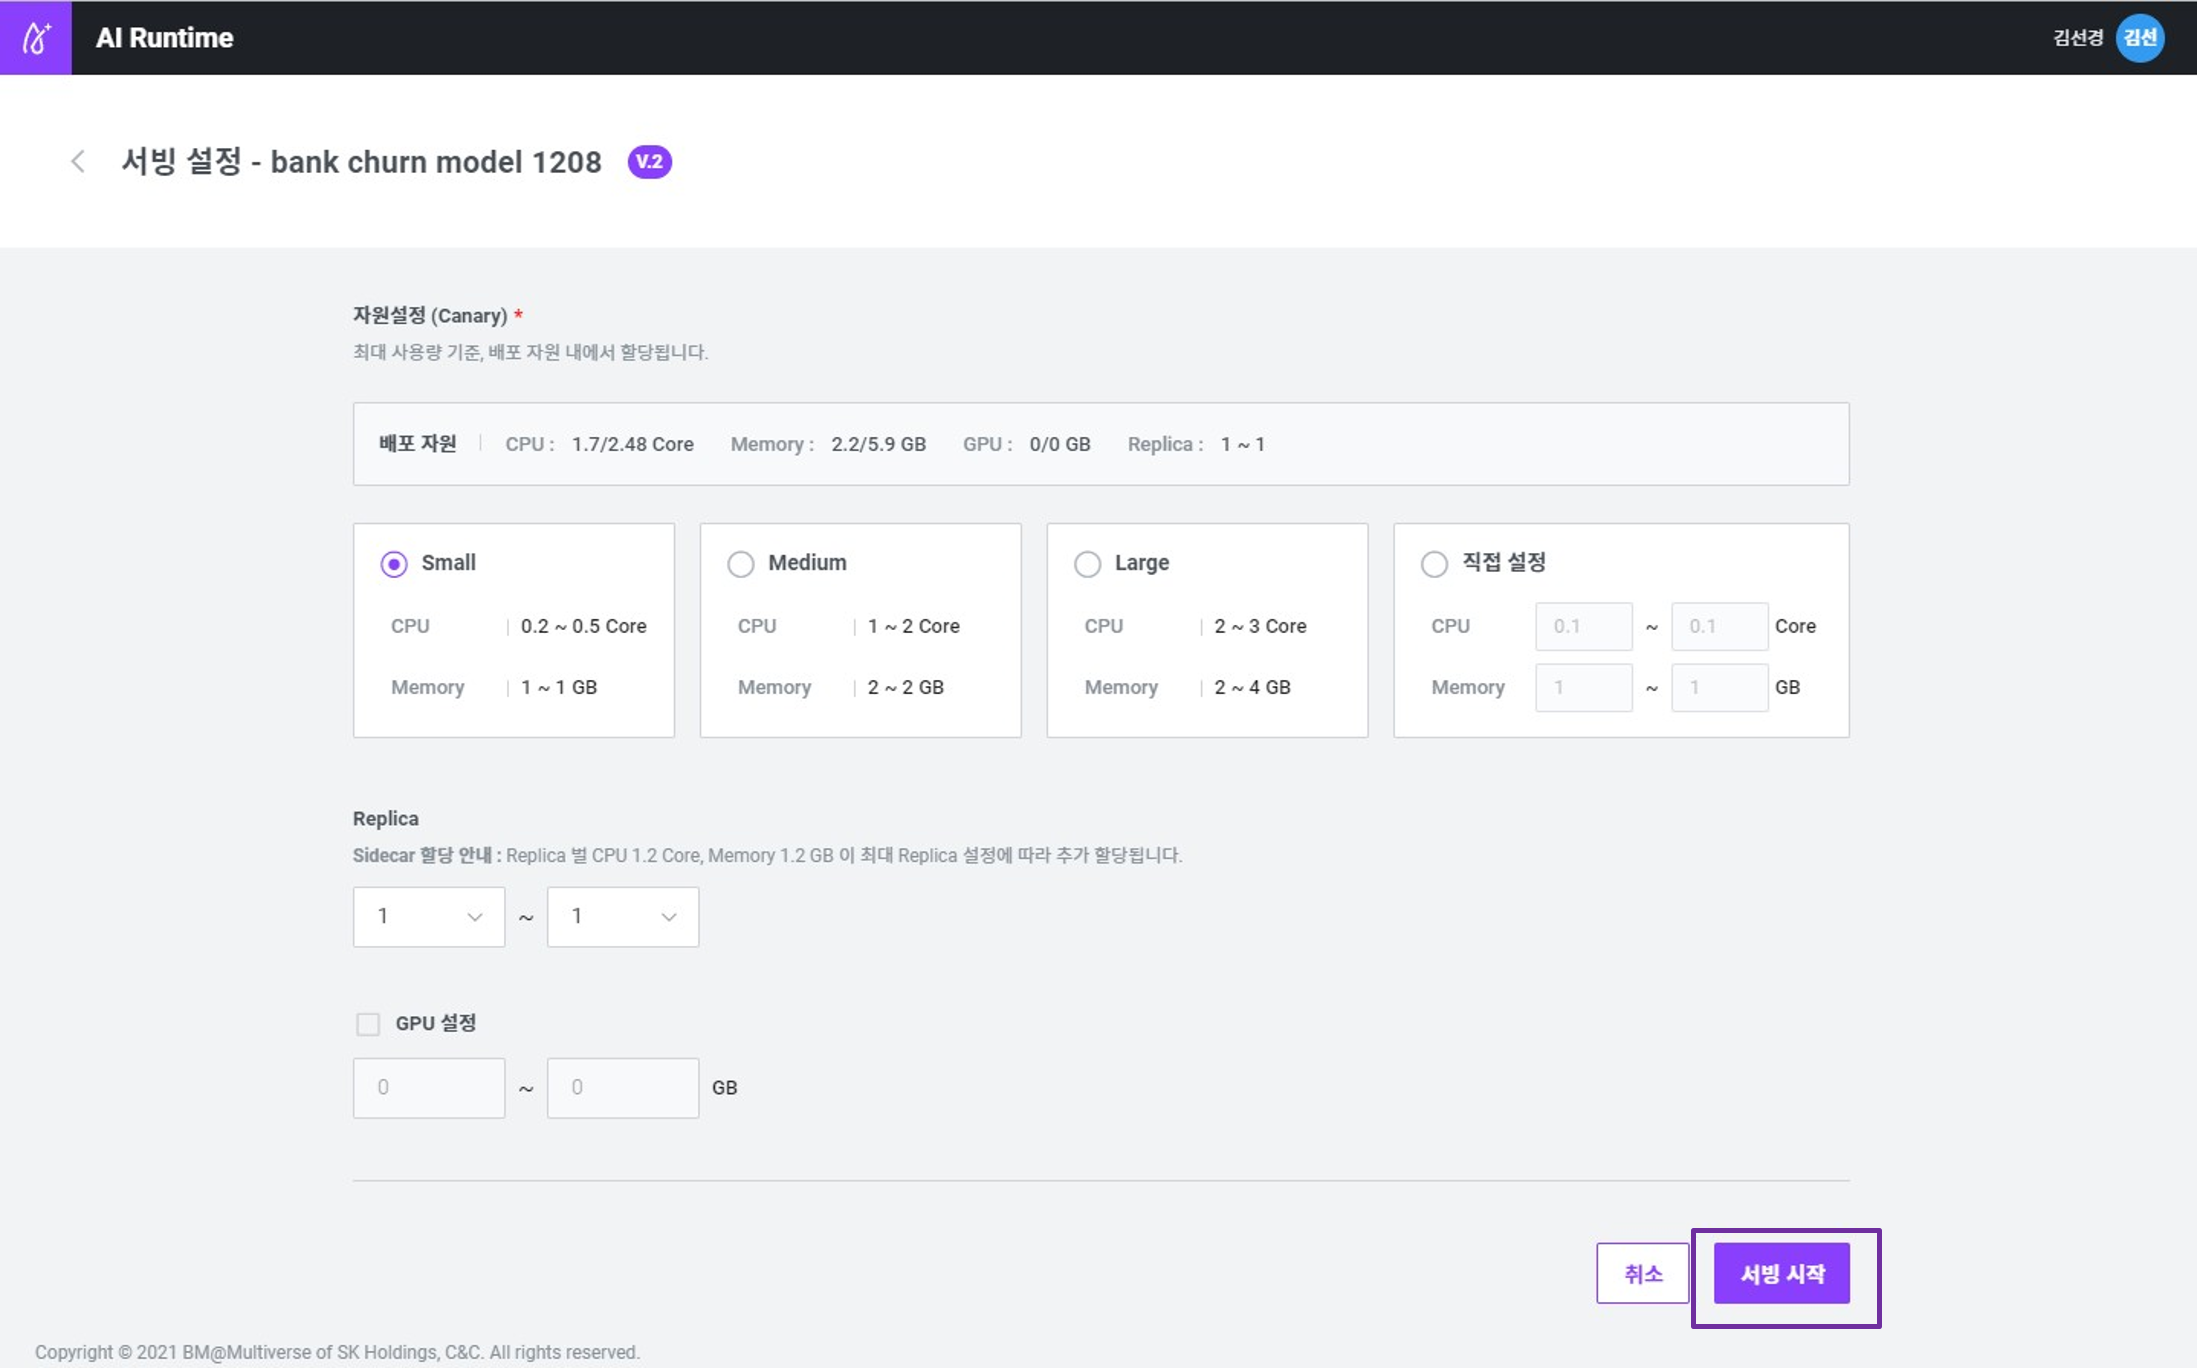 AI Runtime
김선경 김선
서빙 설정 - bank churn model 1208 V.2
자원설정 (Canary) *
최대 사용량 기준, 배포 자원 내에서 할당됩니다.
배포 자원 CPU : 1.7/2.48 Core Memory : 2.2/5.9 GB GPU : 0/0 GB Replica : 1 ~ 1
Small
CPU 0.2 ~ 0.5 Core
Memory 1 ~ 1 GB
Medium
CPU 1 ~ 2 Core
Memory 2 ~ 2 GB
Large
CPU 2 ~ 3 Core
Memory 2 ~ 4 GB
직접 설정
CPU 0.1 ~ 0.1 Core
Memory 1 ~ 1 GB
Replica
Sidecar 할당 안내 : Replica 벌 CPU 1.2 Core, Memory 1.2 GB 이 최대 Replica 설정에 따라 추가 할당됩니다.
1 ~ 1
GPU 설정
0 ~ 0 GB
취소 서빙 시작
Copyright © 2021 BM@Multiverse of SK Holdings, C&C. All rights reserved.